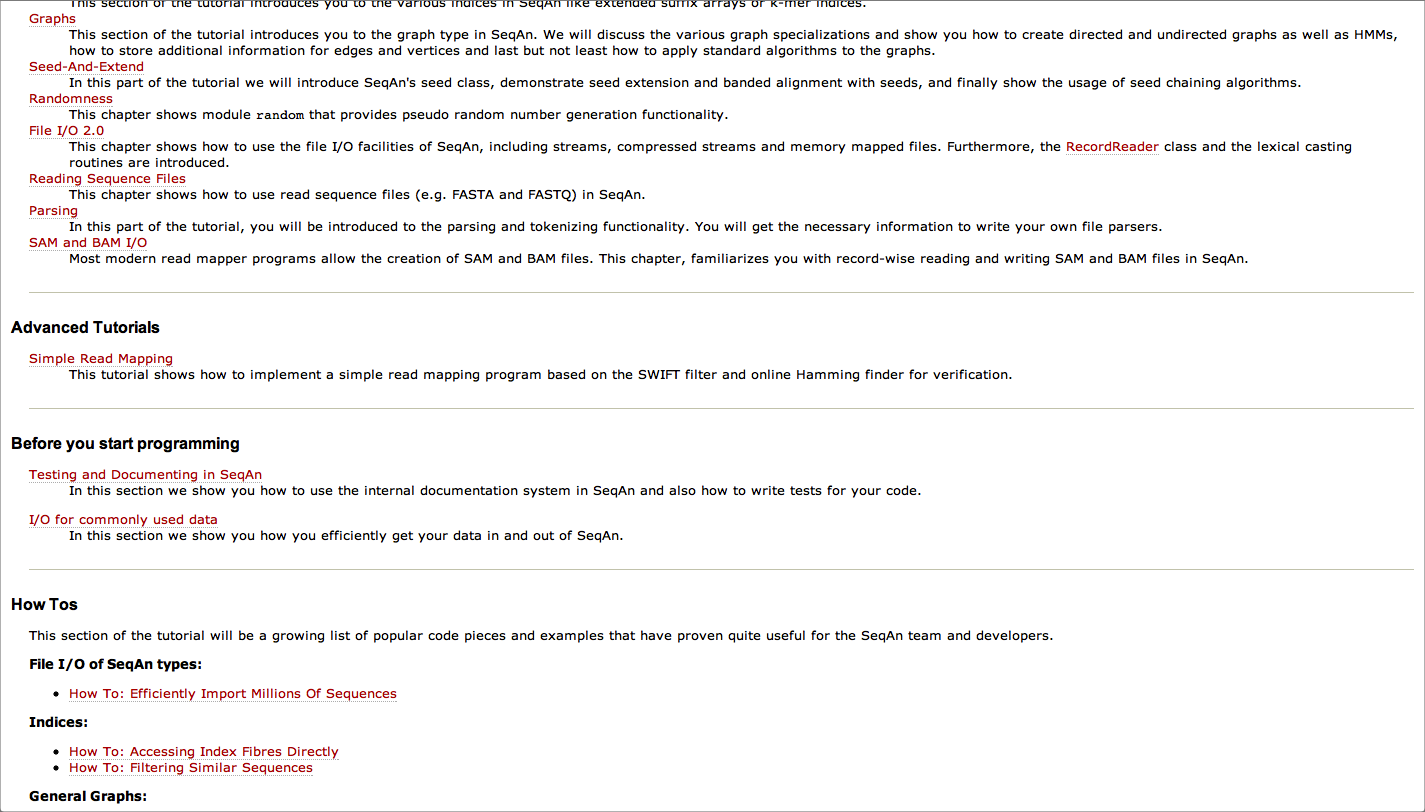 This section of the tutorial introduces you to the various indices in SeqAn like extended suffix arrays or k-mer indices.
Graphs
This section of the tutorial introduces you to the graph type in SeqAn. We will discuss the various graph specializations and show you how to create directed and undirected graphs as well as HMMs,
how to store additional information for edges and vertices and last but not least how to apply standard algorithms to the graphs.
Seed-And-Extend
In this part of the tutorial we will introduce SeqAn's seed class, demonstrate seed extension and banded alignment with seeds, and finally show the usage of seed chaining algorithms.
Randomness
This chapter shows module random that provides pseudo random number generation functionality.
File I/O 2.0
This chapter shows how to use the file I/O facilities of SeqAn, including streams, compressed streams and memory mapped files. Furthermore, the RecordReader class and the lexical casting
routines are introduced.
Reading Sequence Files
This chapter shows how to use read sequence files (e.g. FASTA and FASTQ) in SeqAn.
Parsing
In this part of the tutorial, you will be introduced to the parsing and tokenizing functionality. You will get the necessary information to write your own file parsers.
SAM and BAM I/O
Most modern read mapper programs allow the creation of SAM and BAM files. This chapter, familiarizes you with record-wise reading and writing SAM and BAM files in SeqAn.
Advanced Tutorials
Simple Read Mapping
This tutorial shows how to implement a simple read mapping program based on the SWIFT filter and online Hamming finder for verification.
Before you start programming
Testing and Documenting in SeqAn
In this section we show you how to use the internal documentation system in SeqAn and also how to write tests for your code.
I/O for commonly used data
In this section we show you how you efficiently get your data in and out of SeqAn.
How Tos
This section of the tutorial will be a growing list of popular code pieces and examples that have proven quite useful for the SeqAn team and developers.
File I/O of SeqAn types:
• How To: Efficiently Import Millions Of Sequences
Indices:
• How To: Accessing Index Fibres Directly
• How To: Filtering Similar Sequences
General Graphs: